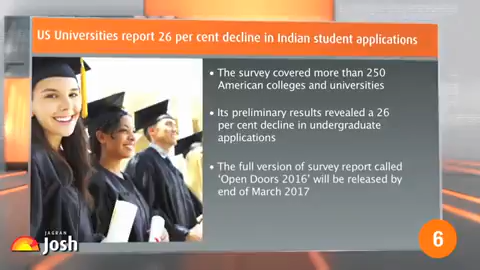 US Universities report 26 per cent decline in Indian student applications
• The survey covered more than 250
American colleges and universities
• Its preliminary results revealed a 26
per cent decline in undergraduate
applications
• The full version of survey report called
'Open Doors 2016' will be released by
end of March 2017
JAGRAN
Josh
6